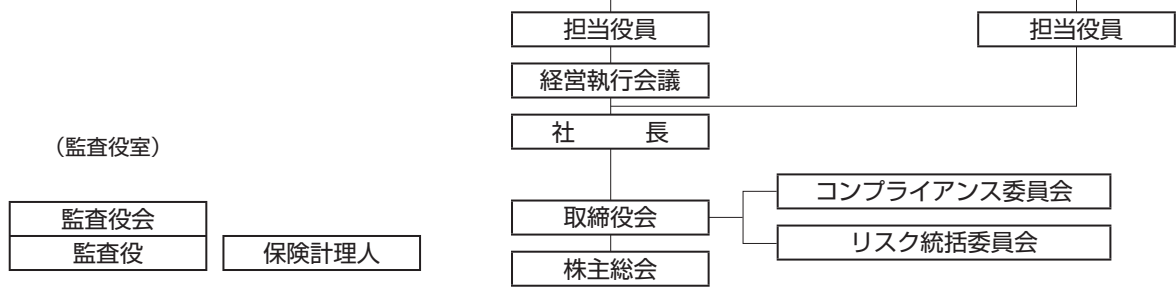 担当役員
担当役員
経営執行会議
社　　　長
（監査役室）
コンプライアンス委員会
監査役会
取締役会
監査役
保険計理人
リスク統括委員会
株主総会